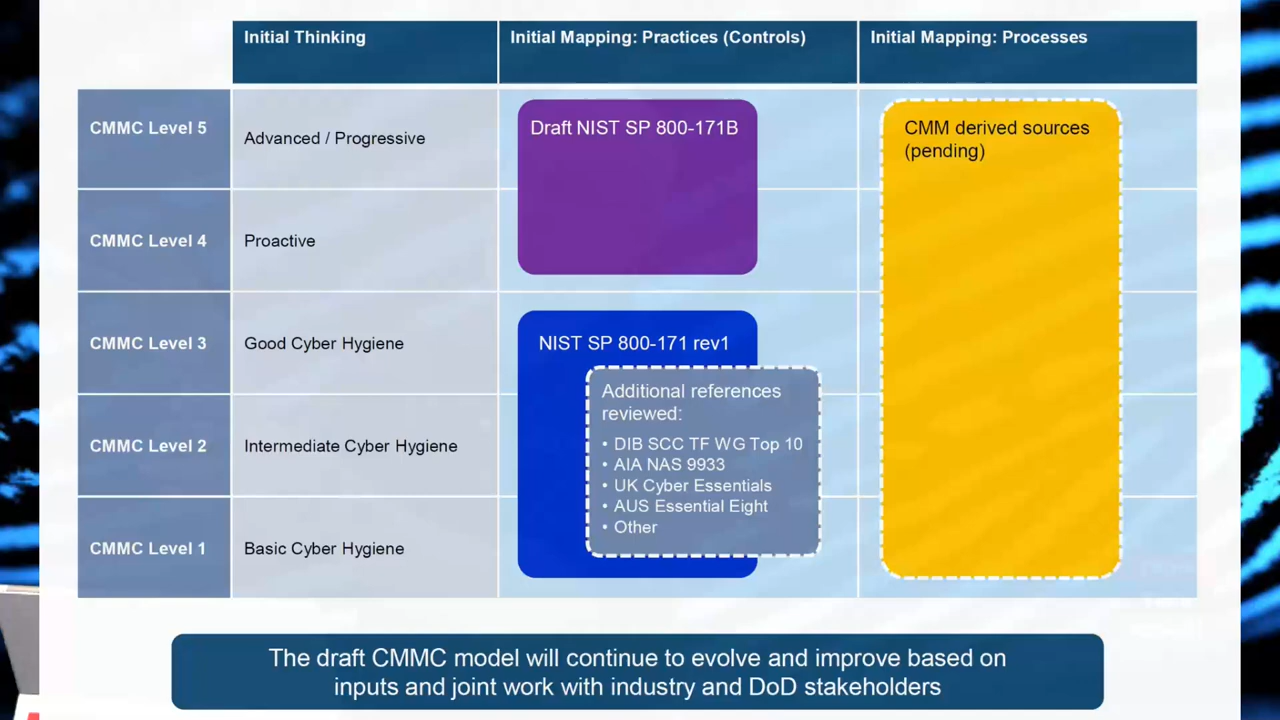 Initial Thinking
Initial Mapping: Practices (Controls)
Initial Mapping: Processes
CMMC Level 5
Advanced / Progressive
Draft NIST SP 800-171B
CMM derived sources
(pending)
CMMC Level 4
Proactive
CMMC Level 3
Good Cyber Hygiene
NIST SP 800-171 rev1
Additional references
reviewed:
• DIB SCC TF WG Top 10
• AIA NAS 9933
• UK Cyber Essentials
• AUS Essential Eight
• Other
CMMC Level 2
Intermediate Cyber Hygiene
CMMC Level 1
Basic Cyber Hygiene
The draft CMMC model will continue to evolve and improve based on
inputs and joint work with industry and DoD stakeholders